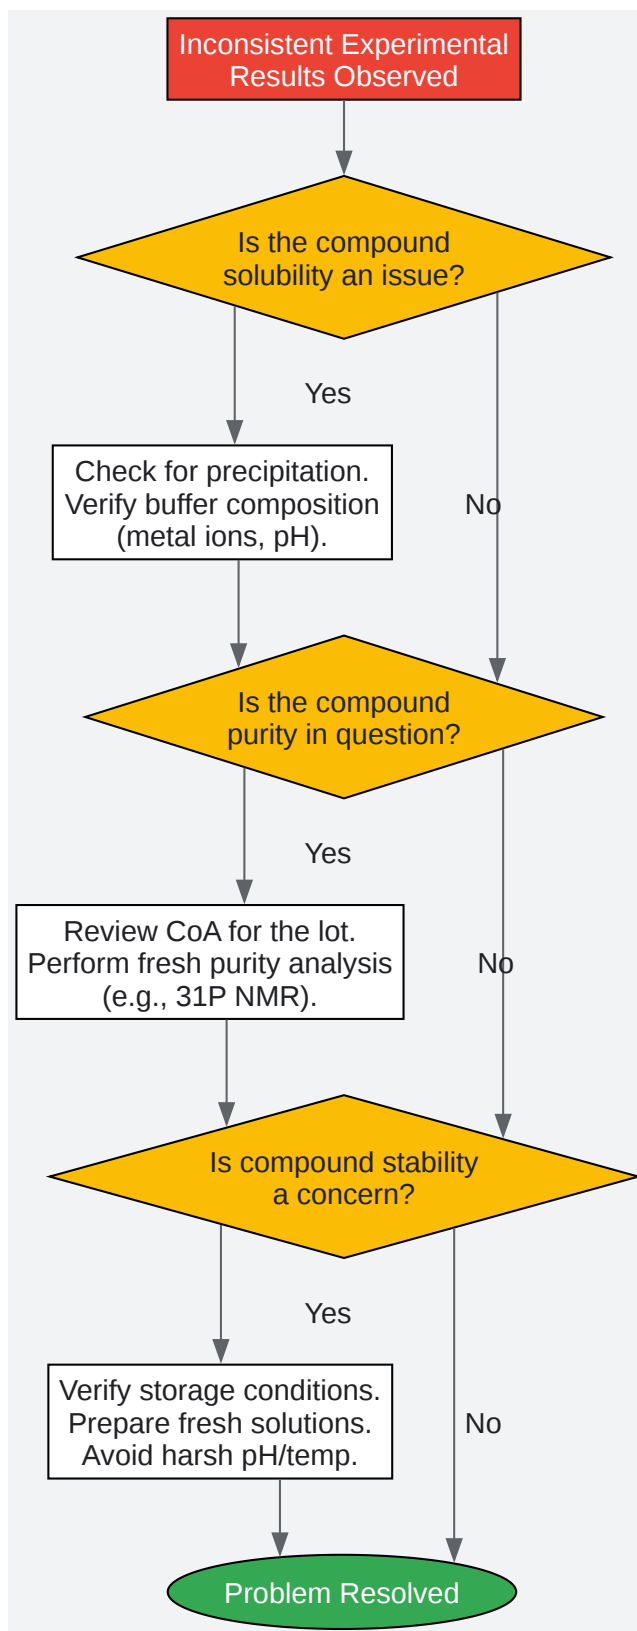 Inconsistent Experimental
Results Observed
Is the compound
solubility an issue?
Yes
Check for precipitation.
Verify buffer composition
(metal ions, pH).
No
Is the compound
purity in question?
Yes
Review CoA for the lot.
Perform fresh purity analysis
(e.g., 31P NMR).
No
Is compound stability
a concern?
Yes
Verify storage conditions.
Prepare fresh solutions.
Avoid harsh pH/temp.
No
Problem Resolved